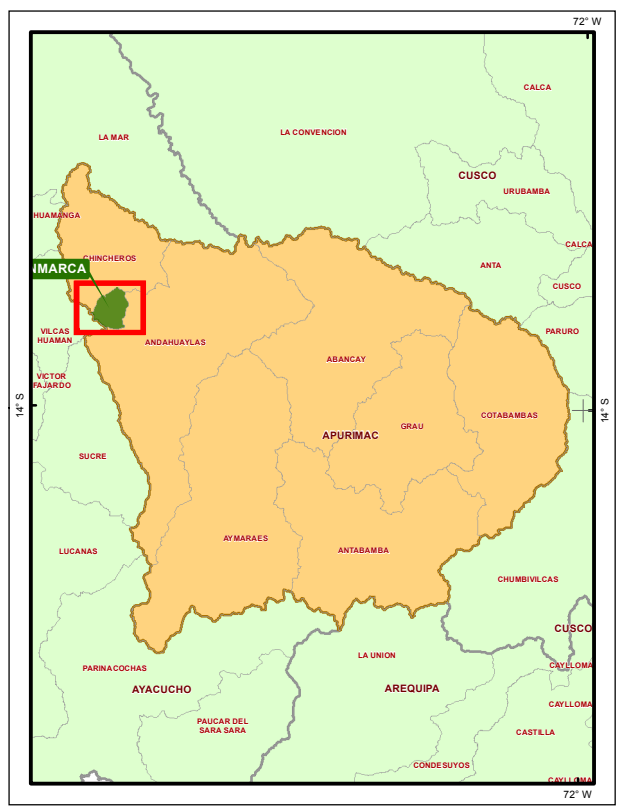 72° W
CALCA
LA CONVENCION
LA MAR
CUSCO
URUBAMBA
HUAMANGA
CALCA
CHINCHEROS
ANTA
NMARCA
CUSCO
VILCAS
HUAMAN
PARURO
ANDAHUAYLAS
ABANCAY
VICTOR
FAJARDO
14° S
14° S
COTABAMBAS
GRAU
APURIMAC
SUCRE
AYMARAES
LUCANAS
ANTABAMBA
CHUMBIVILCAS
CUSCO
LA UNION
CAYLLOMA
PARINACOCHAS
AYACUCHO
AREQUIPA
CAYLLOMA
PAUCAR DEL
SARA SARA
CASTILLA
CONDESUYOS
CAYLLOMA
72° W